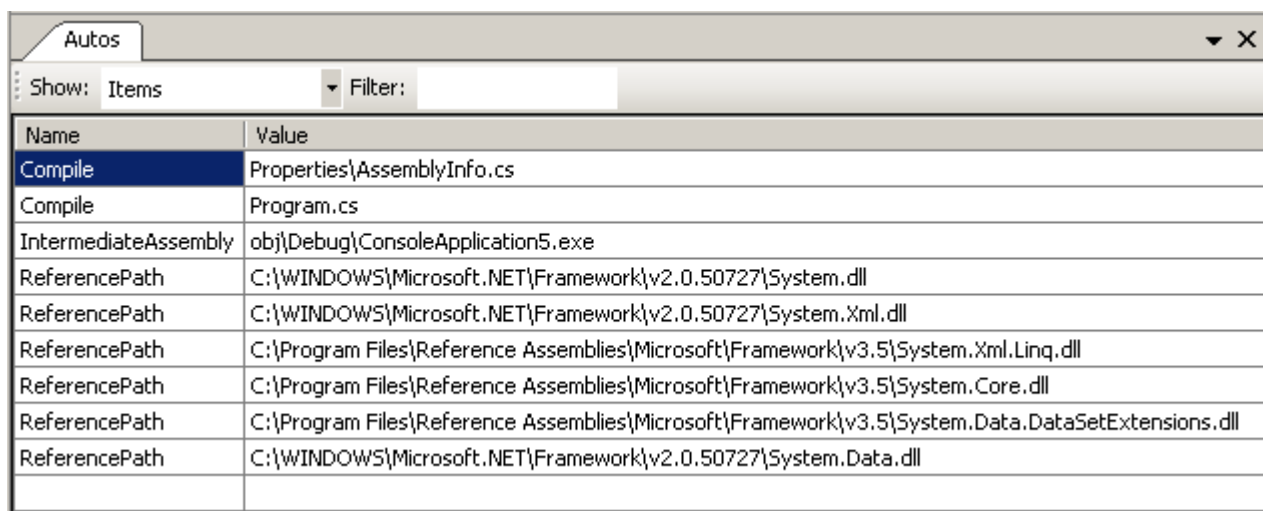 Autos
Show: Items Filter:
Name Value
Compile Properties\AssemblyInfo.cs
Compile Program.cs
IntermediateAssembly obj\Debug\ConsoleApplication5.exe
ReferencePath C:\WINDOWS\Microsoft.NET\Framework\v2.0.50727\System.dll
ReferencePath C:\WINDOWS\Microsoft.NET\Framework\v2.0.50727\System.Xml.dll
ReferencePath C:\Program Files\Reference Assemblies\Microsoft\Framework\v3.5\System.Xml.Linq.dll
ReferencePath C:\Program Files\Reference Assemblies\Microsoft\Framework\v3.5\System.Core.dll
ReferencePath C:\Program Files\Reference Assemblies\Microsoft\Framework\v3.5\System.Data.DataSetExtensions.dll
ReferencePath C:\WINDOWS\Microsoft.NET\Framework\v2.0.50727\System.Data.dll